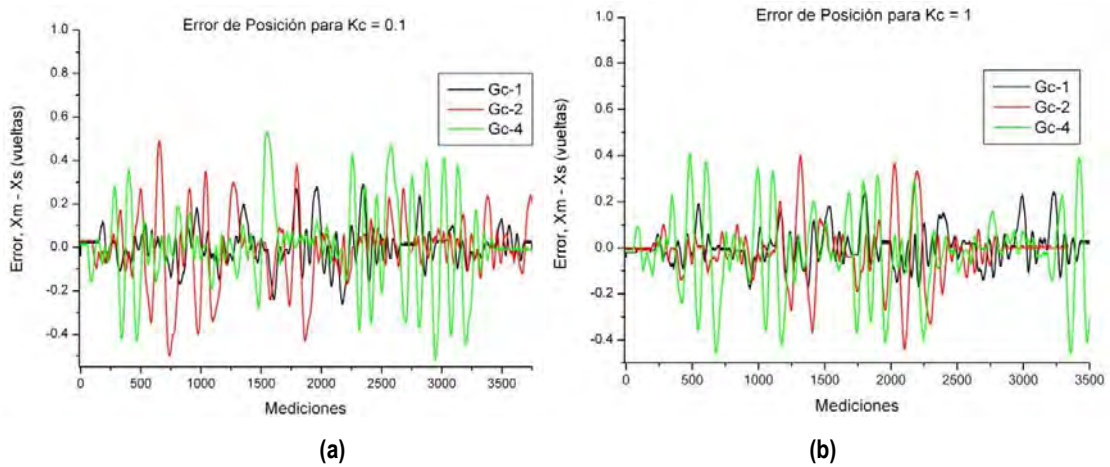 Error de Posición para Kc = 0.1
1.0
0.8
0.6
0.4
0.2
0.0
-0.2
-0.4
Error, Xm - Xs (vueltas)
Gc-1
Gc-2
Gc-4
0
500
1000
1500
2000
2500
3000
3500
Mediciones
(a)
Error de Posición para Kc = 1
1.0
0.8
0.6
0.4
0.2
0.0
-0.2
-0.4
Error, Xm - Xs (vueltas)
Gc-1
Gc-2
Gc-4
0
500
1000
1500
2000
2500
3000
3500
Mediciones
(b)